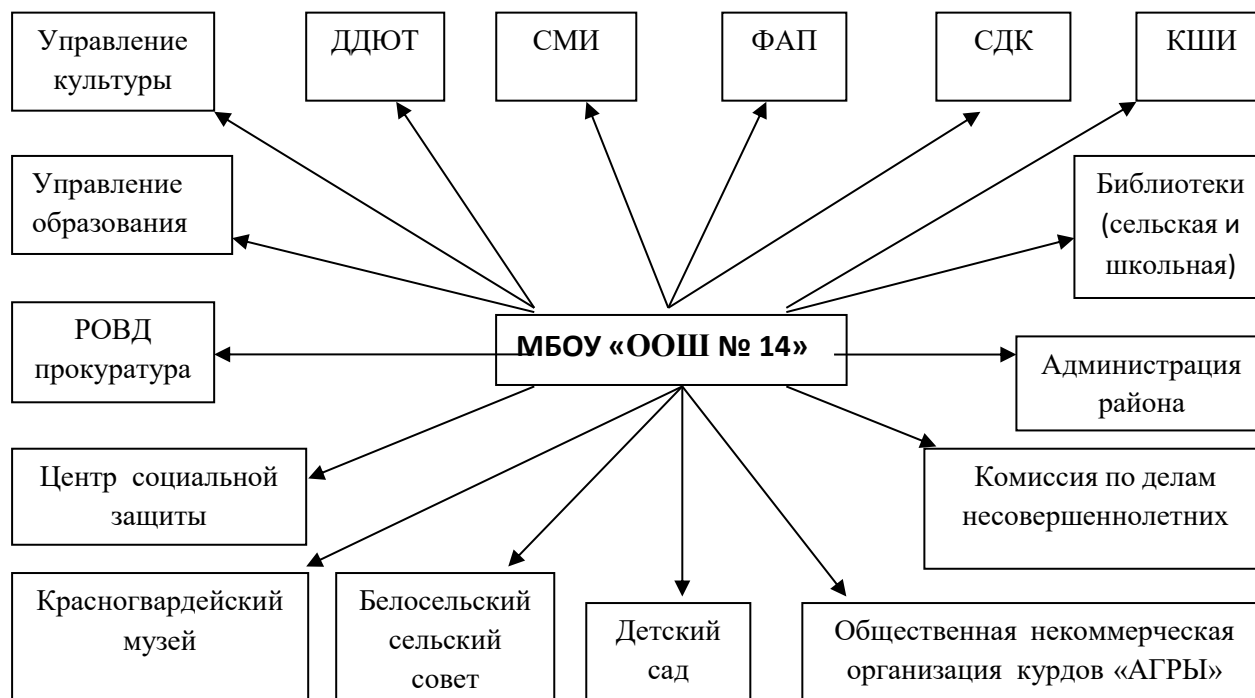 Управление
культуры
ДДЮТ
СМИ
ФАП
СДК
КШИ
Управление
образования
Библиотеки
(сельская и
школьная)
РОВД
прокуратура
МБОУ «ООШ № 14»
Администрация
района
Центр социальной
защиты
Комиссия по делам
несовершеннолетних
Красногвардейский
музей
Белосельский
сельский
совет
Детский
сад
Общественная некоммерческая
организация курдов «АГРЫ»